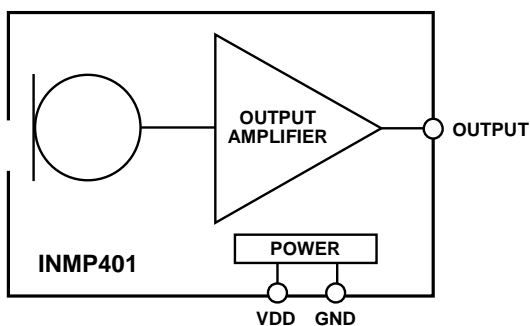 OUTPUT
AMPLIFIER
OUTPUT
POWER
INMP401
VDD GND